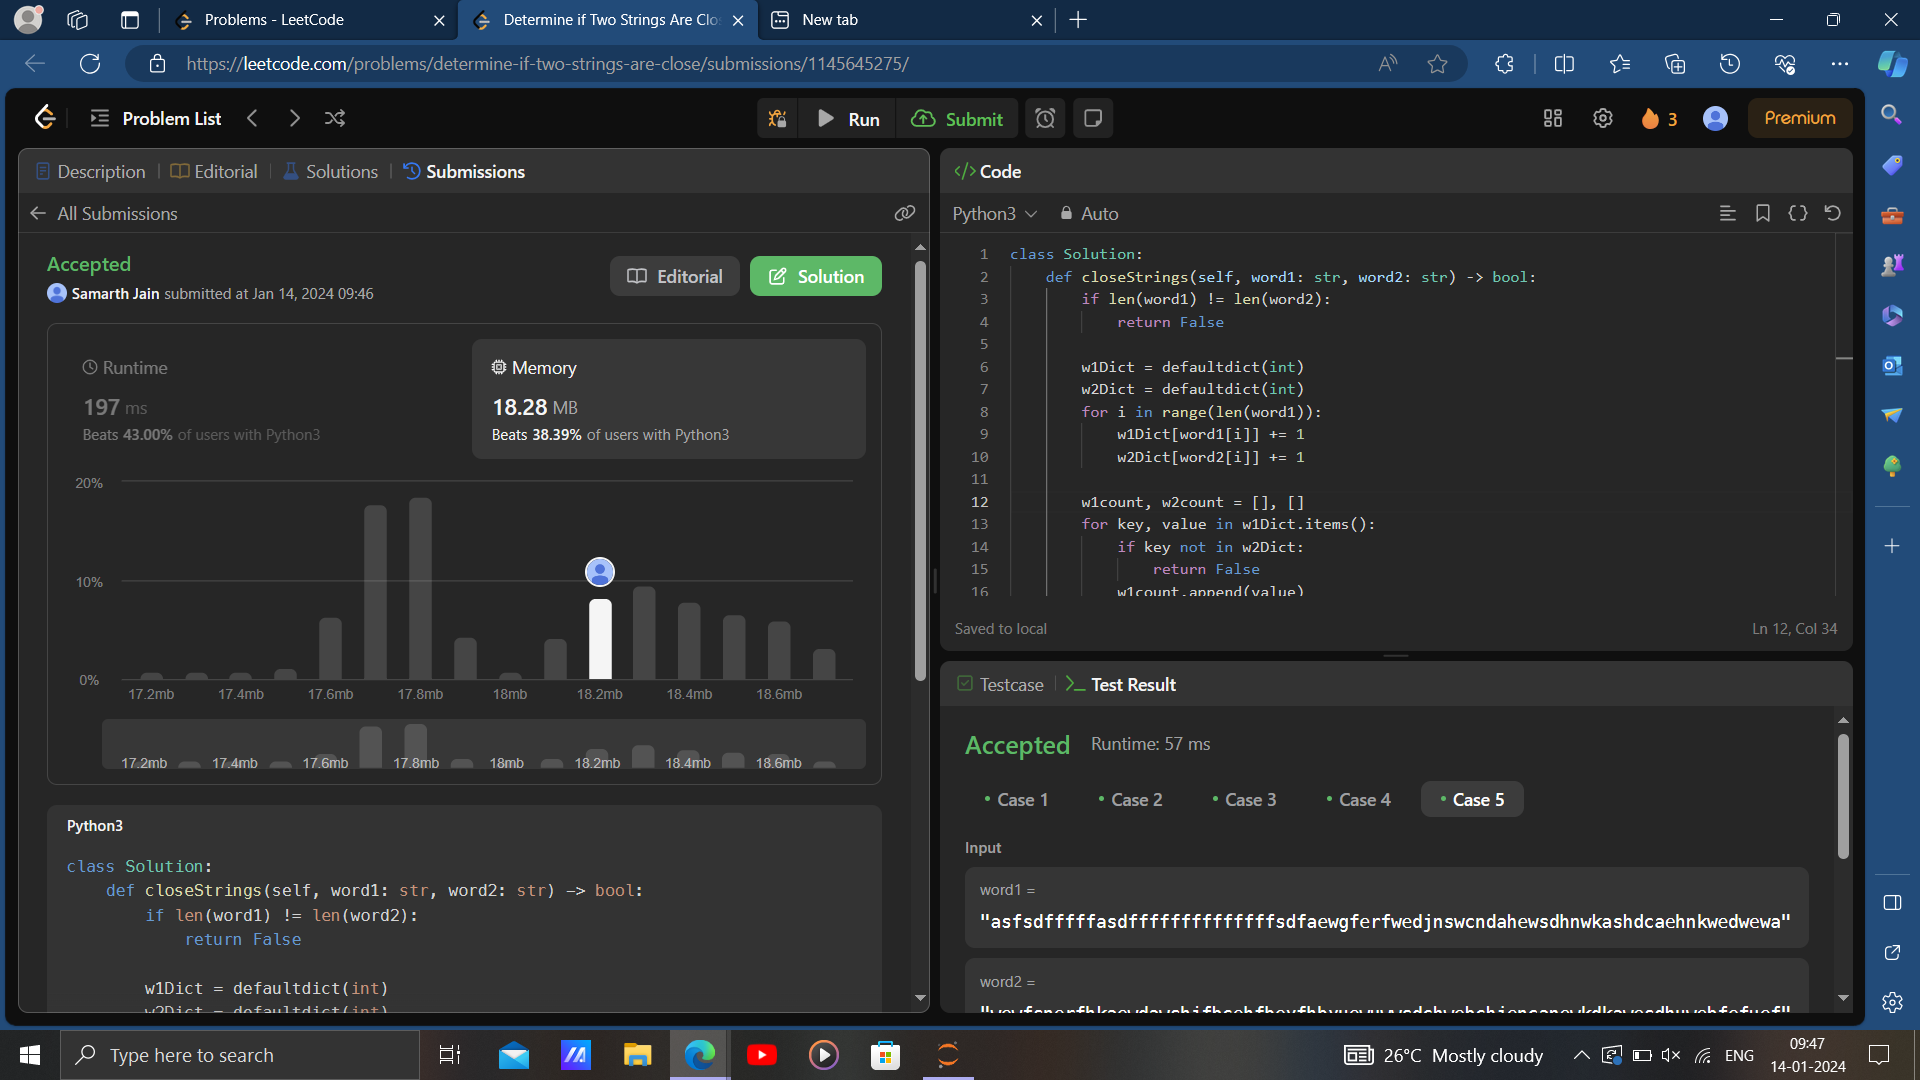 Problems - LeetCode
Determine if Two Strings Are Clo
New tab
https://leetcode.com/problems/determine-if-two-strings-are-close/submissions/1145645275/
Problem List
Run
Submit
3
Premium
Description
Editorial
Solutions
Submissions
All Submissions
Accepted
Samarth Jain submitted at Jan 14, 2024 09:46
Editorial
Solution
Runtime
197 ms
Beats 43.00% of users with Python3
Memory
18.28 MB
Beats 38.39% of users with Python3
20%
10%
0%
17.2mb 17.4mb 17.6mb 17.8mb 18mb 18.2mb 18.4mb 18.6mb
17.2mb 17.4mb 17.6mb 17.8mb 18mb 18.2mb 18.4mb 18.6mb
Python3
class Solution:
def closeStrings(self, word1: str, word2: str) -> bool:
if len(word1) != len(word2):
return False
w1Dict = defaultdict(int)
w2Dict = defaultdict(int)
</> Code
Python3
Auto
1 class Solution:
2 def closeStrings(self, word1: str, word2: str) -> bool:
3 if len(word1) != len(word2):
4 return False
5
6 w1Dict = defaultdict(int)
7 w2Dict = defaultdict(int)
8 for i in range(len(word1)):
9 w1Dict[word1[i]] += 1
10 w2Dict[word2[i]] += 1
11
12 w1count, w2count = [], []
13 for key, value in w1Dict.items():
14 if key not in w2Dict:
15 return False
16 w1count.append(value)
Saved to local
Ln 12, Col 34
Testcase
Test Result
Accepted
Runtime: 57 ms
Case 1
Case 2
Case 3
Case 4
Case 5
Input
word1 =
"asfsdfffffasdfffffffffffffffsdfaewgferfwedjnswcndahewsdhnwkashdcaehnkwedwewa"
word2 =
Type here to search
26°C Mostly cloudy
ENG
09:47
14-01-2024